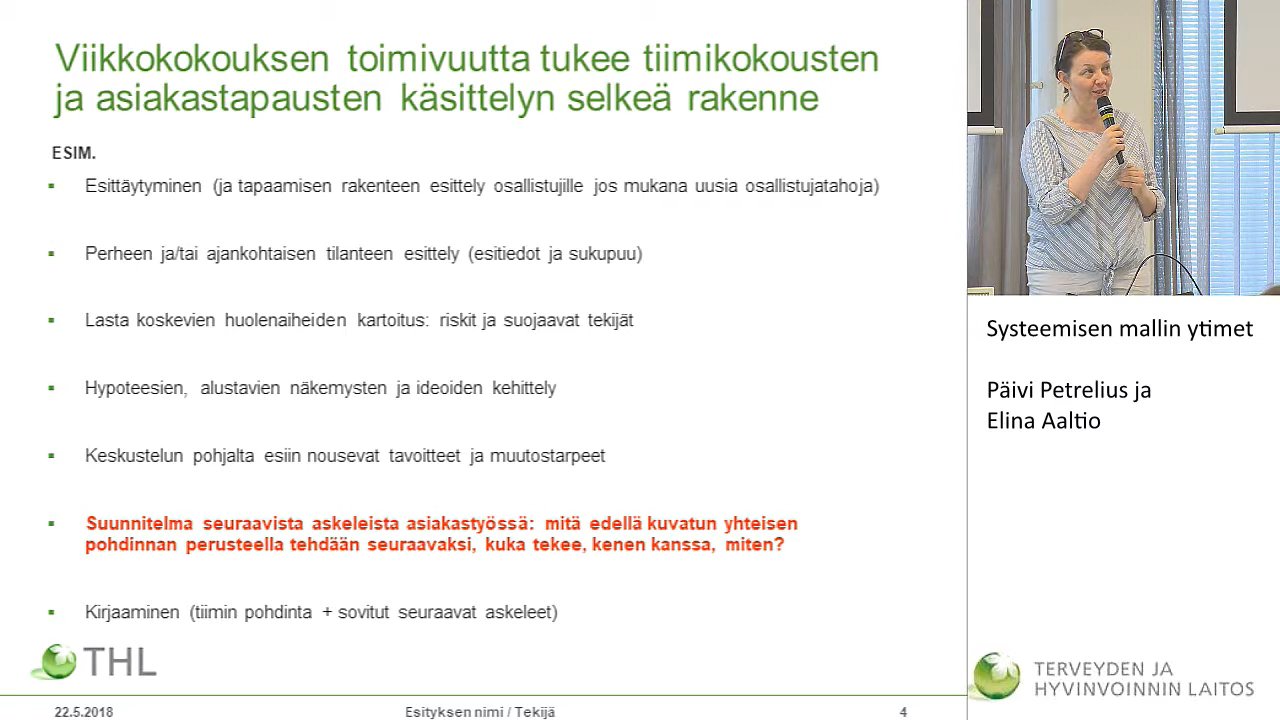 Viikkokokouksen toimivuutta tukee tiimikokousten
ja asiakastapausten käsittelyn selkeä rakenne
ESIM.
▪ Esittäytyminen (ja tapaamisen rakenteen esittely osallistujille jos mukana uusia osallistujatahoja)
▪ Perheen ja/tai ajankohtaisen tilanteen esittely (esitiedot ja sukupuu)
▪ Lasta koskevien huolenaiheiden kartoitus: riskit ja suojaavat tekijät
▪ Hypoteesien, alustavien näkemysten ja ideoiden kehittely
▪ Keskustelun pohjalta esiin nousevat tavoitteet ja muutostarpeet
▪ Suunnitelma seuraavista askeleista asiakastyössä: mitä edellä kuvatun yhteisen
pohdinnan perusteella tehdään seuraavaksi, kuka tekee, kenen kanssa, miten?
▪ Kirjaaminen (tiimin pohdinta + sovitut seuraavat askeleet)
THL
22.5.2018 Esityksen nimi / Tekijä 4
Systeemisen mallin ytimet
Päivi Petrelius ja
Elina Aaltio
TERVEYDEN JA
HYVINVOINNIN LAITOS